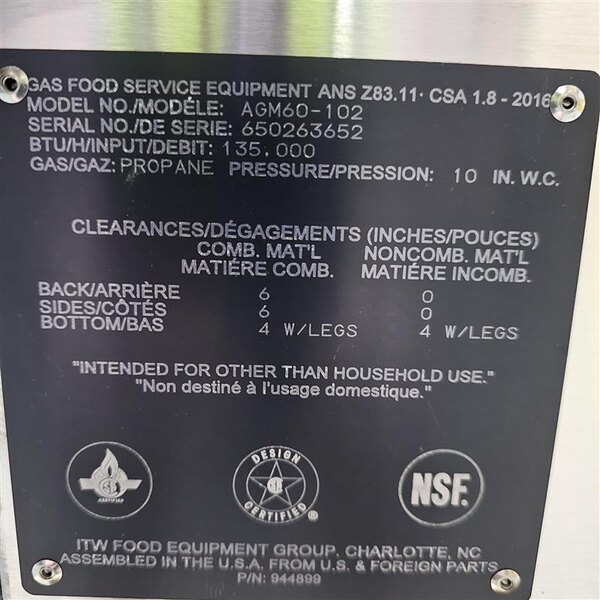 GAS FOOD SERVICE EQUIPMENT ANS Z83.11· CSA 1.8 - 2016
MODEL NO./MODÉLE: AGM60-102
SERIAL NO./DE SERIE: 650263652
BTU/H/INPUT/DEBIT: 135,000
GAS/GAZ: PROPANE PRESSURE/PRESSION: 10 IN. W.C.
CLEARANCES/DÉGAGEMENTS (INCHES/POUCES)
COMB. MAT'L NONCOMB. MAT'L
MATIÉRE COMB. MATIÉRE INCOMB.
BACK/ARRIÈRE 6 0
SIDES/CÔTÉS 6 0
BOTTOM/BAS 4 W/LEGS 4 W/LEGS
"INTENDED FOR OTHER THAN HOUSEHOLD USE."
"Non destiné à l'usage domestique."
CERTIFIED
DESIGN
CERTIFIED
®
NSF.
ITW FOOD EQUIPMENT GROUP, CHARLOTTE, NC
ASSEMBLED IN THE U.S.A. FROM U.S. & FOREIGN PARTS
P/N: 944899